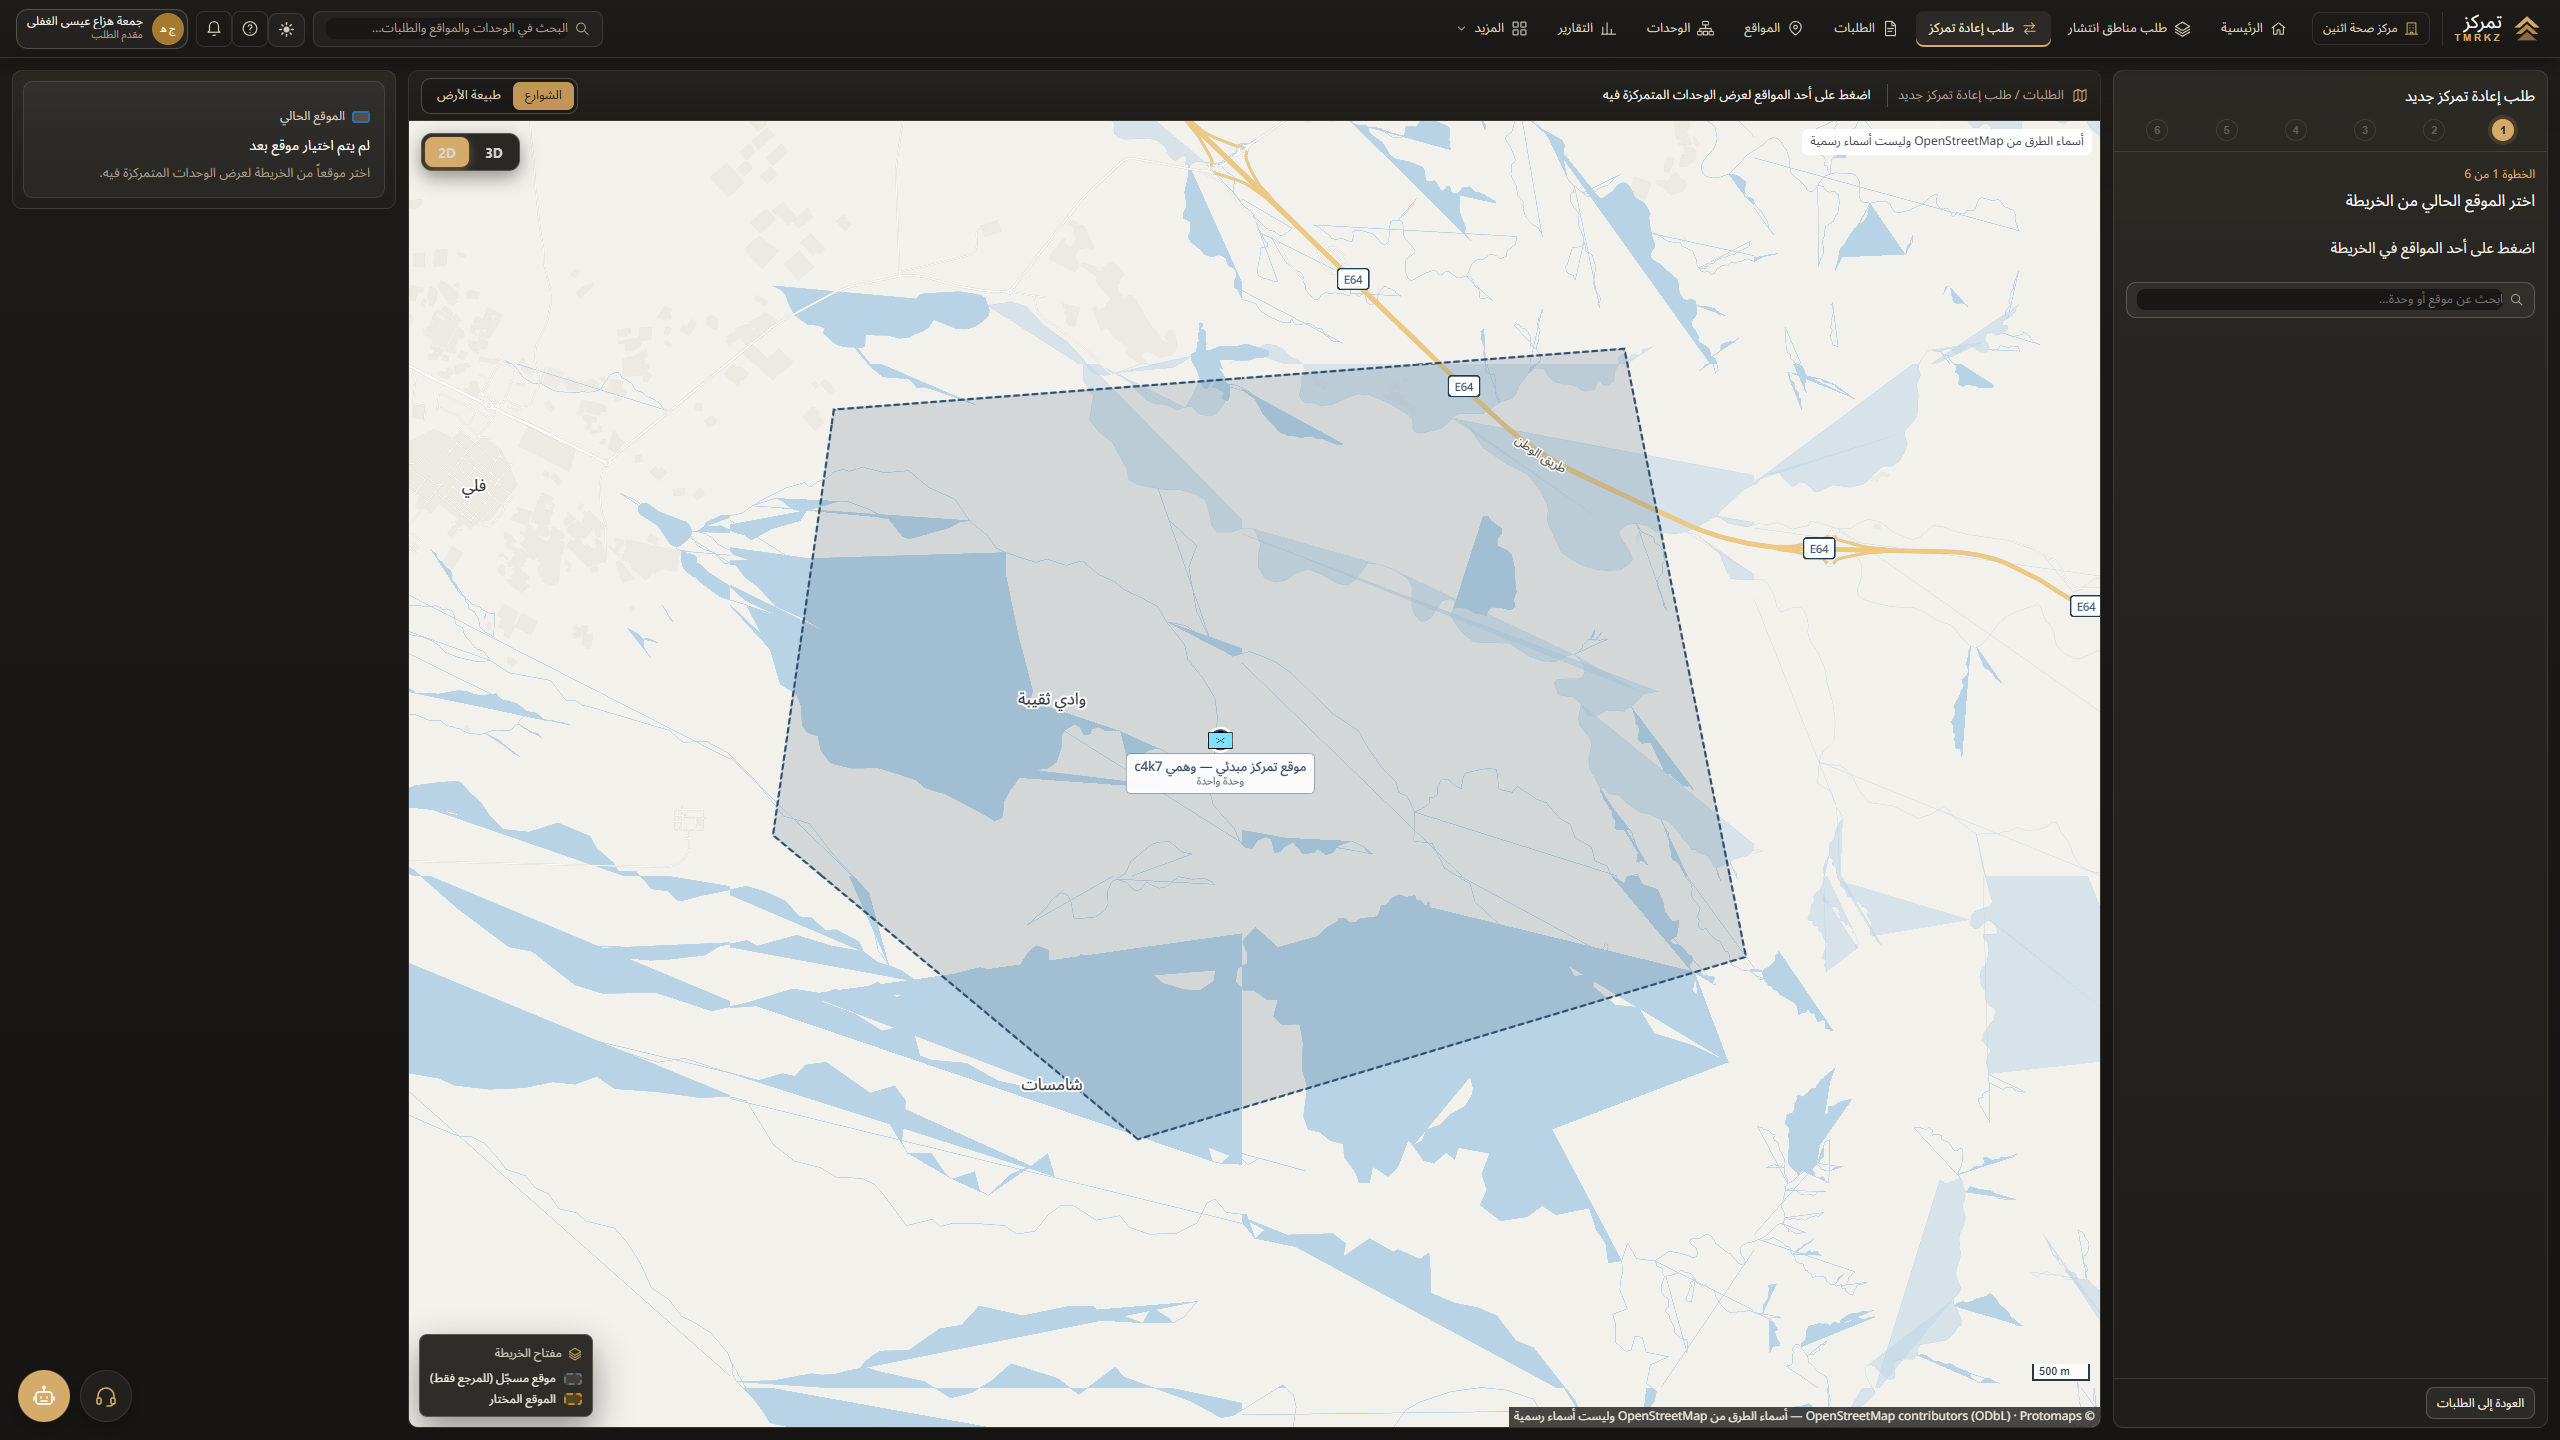 تمركز
TMRKZ
مركز صحة اثنين
الرئيسية
طلب مناطق انتشار
طلب إعادة تمركز
الطلبات
المواقع
الوحدات
التقارير
المزيد
البحث في الوحدات والمواقع والطلبات...
ج ه
جمعة هزاع عيسى الغفلي
مقدم الطلب
طلب إعادة تمركز جديد
1
2
3
4
5
6
الخطوة 1 من 6
اختر الموقع الحالي من الخريطة
اضغط على أحد المواقع في الخريطة
ابحث عن موقع أو وحدة...
العودة إلى الطلبات
الطلبات / طلب إعادة تمركز جديد
اضغط على أحد المواقع لعرض الوحدات المتمركزة فيه
الشوارع
طبيعة الأرض
أسماء الطرق من OpenStreetMap وليست أسماء رسمية
2D
3D
E64
E64
طريق الوطن
E64
E64
فلي
وادي ثقيبة
موقع تمركز مبدئي — وهمي c4k7
وحدة واحدة
شامسات
مفتاح الخريطة
موقع مسجّل (للمرجع فقط)
الموقع المختار
500 m
© OpenStreetMap contributors (ODbL) · Protomaps — أسماء الطرق من OpenStreetMap وليست أسماء رسمية
الموقع الحالي
لم يتم اختيار موقع بعد
اختر موقعاً من الخريطة لعرض الوحدات المتمركزة فيه.